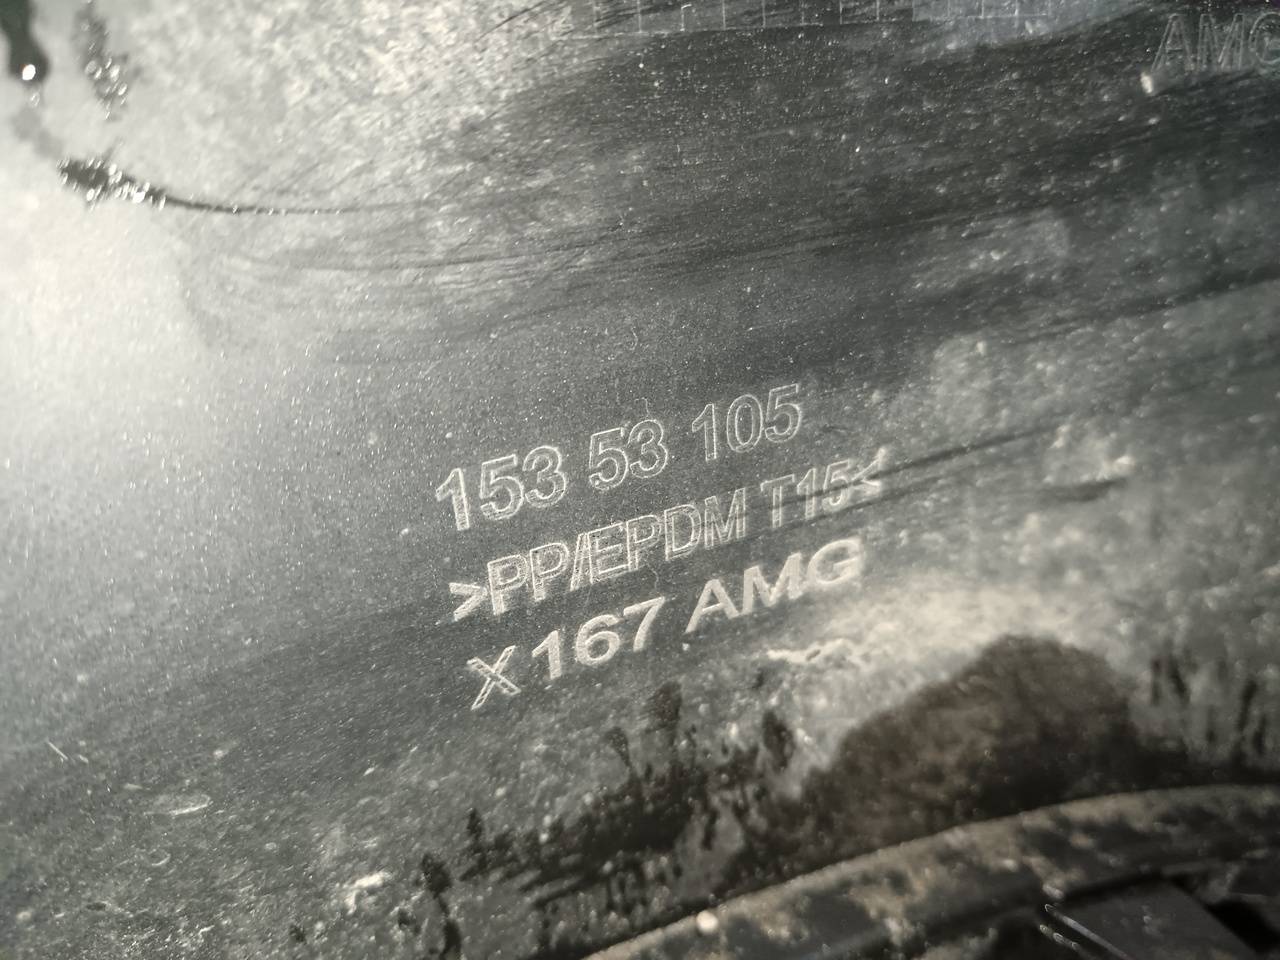 AMG
153 53 105
>PP/EPDM T15<
X167 AMG